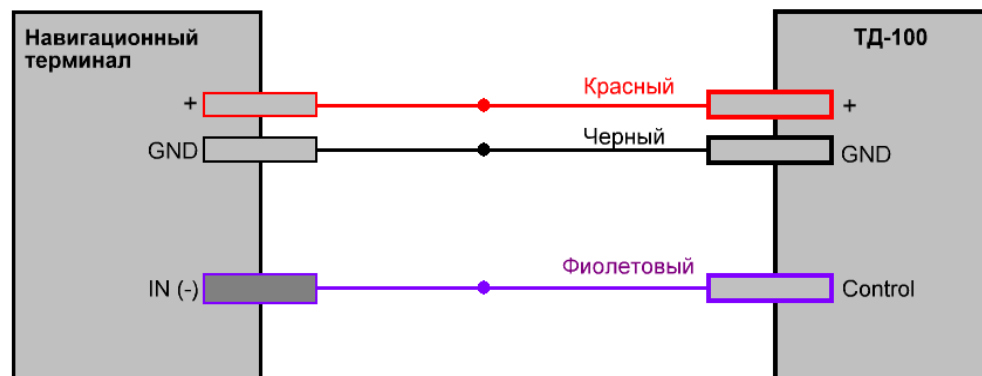 Навигационный
терминал
ТД-100
+
Красный
+
GND
Черный
GND
IN (-)
Фиолетовый
Control